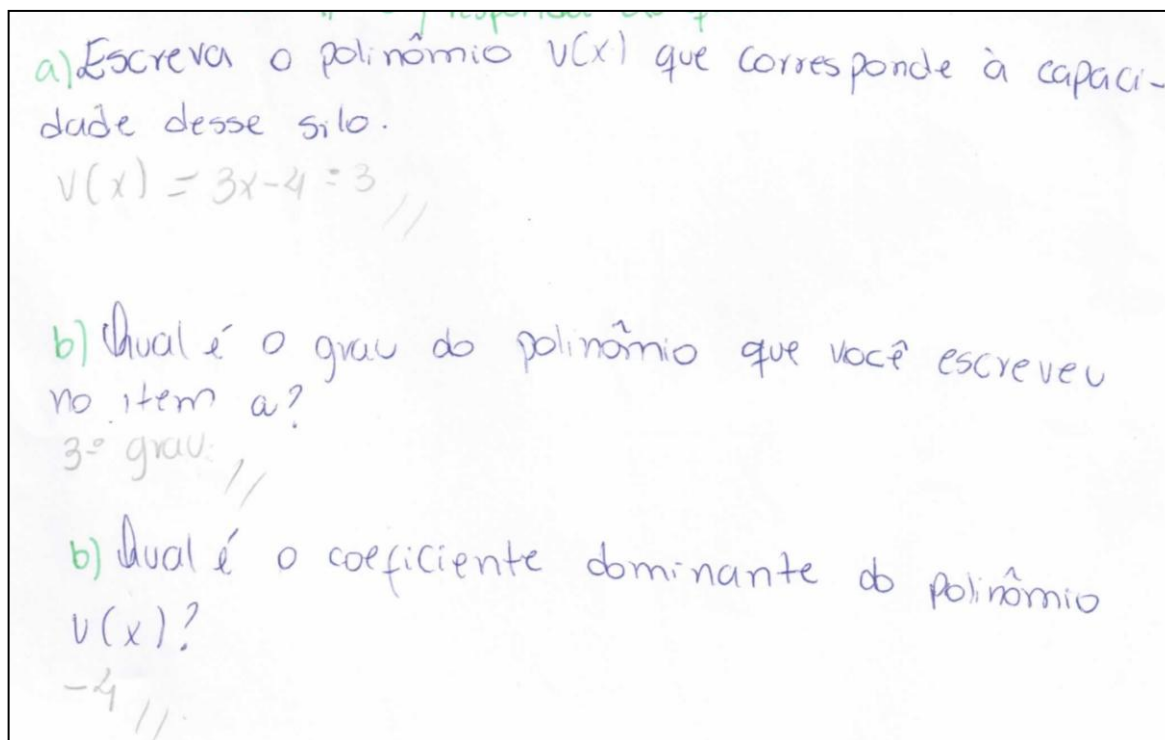 a) Escreva o polinômio V(x) que corresponde à capaci-
dade desse silo.
V(x) = 3x-4 = 3 //
b) Qual é o grau do polinômio que você escreveu
no item a?
3º grau. //
b) Qual é o coeficiente dominante do polinômio
V(x)?
-4 //